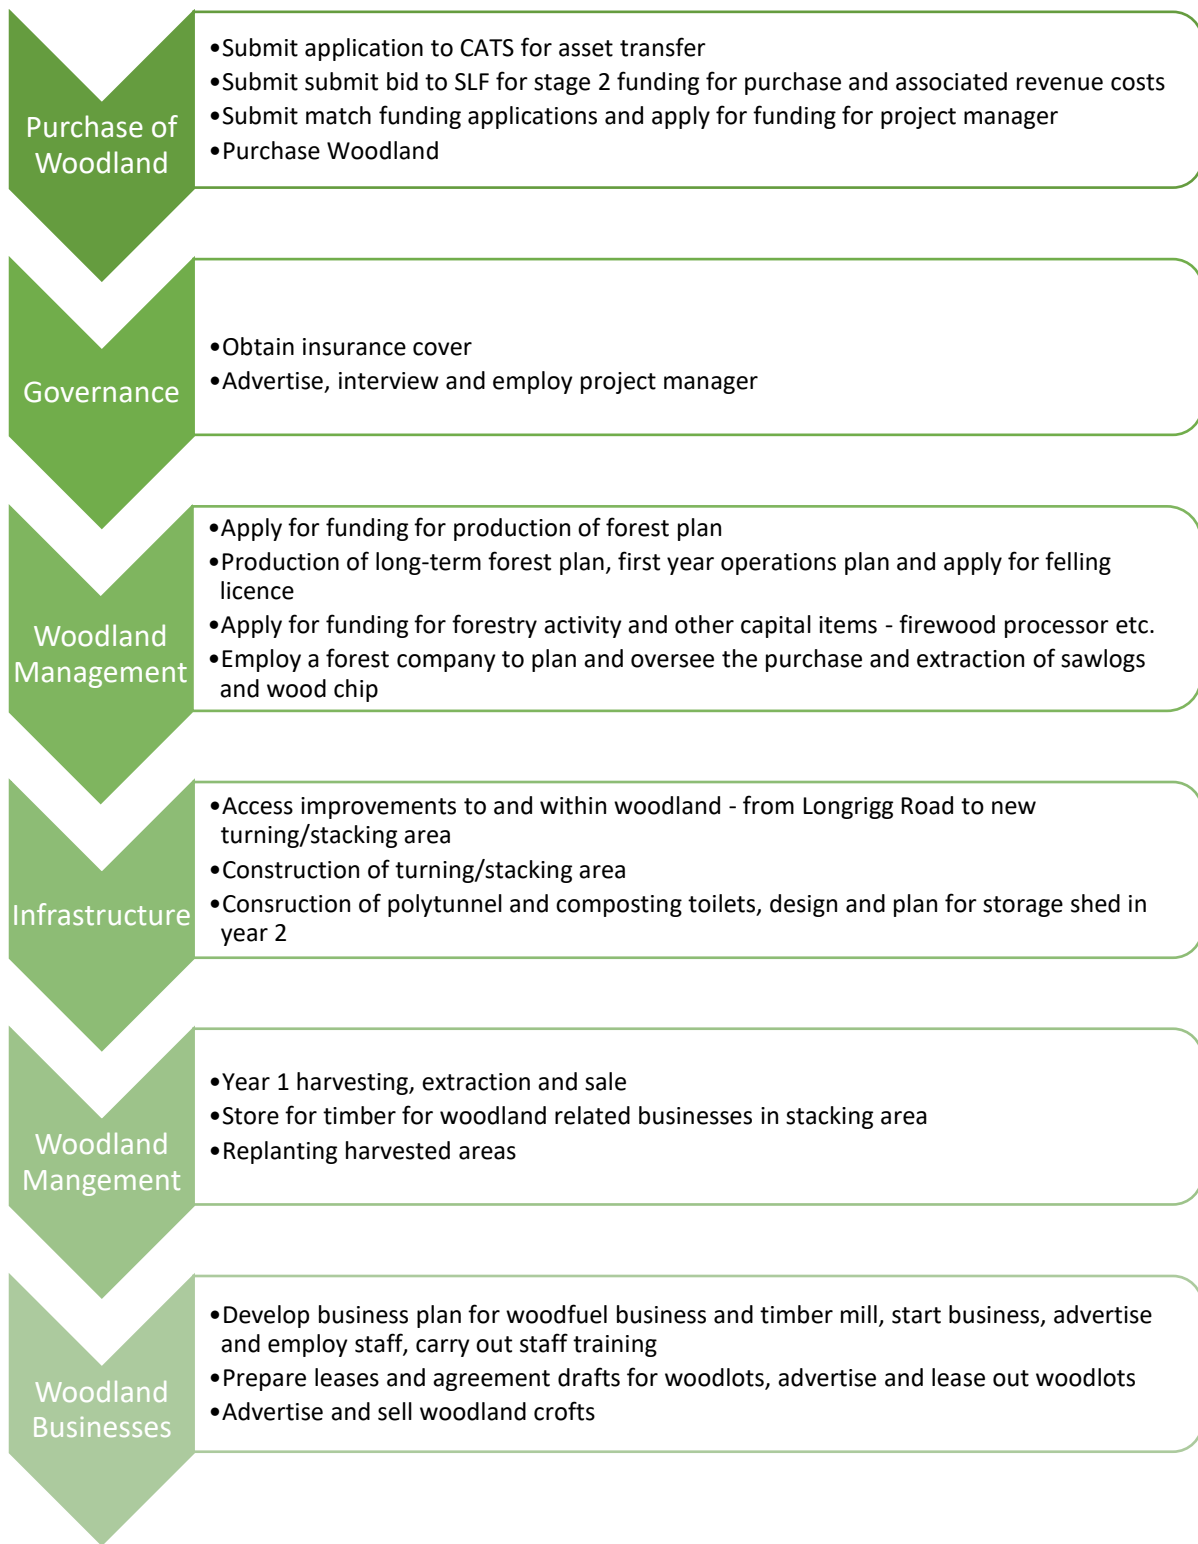 Purchase of
Woodland
•Submit application to CATS for asset transfer
•Submit submit bid to SLF for stage 2 funding for purchase and associated revenue costs
•Submit match funding applications and apply for funding for project manager
•Purchase Woodland
Governance
•Obtain insurance cover
•Advertise, interview and employ project manager
Woodland
Management
•Apply for funding for production of forest plan
•Production of long-term forest plan, first year operations plan and apply for felling
licence
•Apply for funding for forestry activity and other capital items - firewood processor etc.
•Employ a forest company to plan and oversee the purchase and extraction of sawlogs
and wood chip
Infrastructure
•Access improvements to and within woodland - from Longrigg Road to new
turning/stacking area
•Construction of turning/stacking area
•Consruction of polytunnel and composting toilets, design and plan for storage shed in
year 2
Woodland
Mangement
•Year 1 harvesting, extraction and sale
•Store for timber for woodland related businesses in stacking area
•Replanting harvested areas
Woodland
Businesses
•Develop business plan for woodfuel business and timber mill, start business, advertise
and employ staff, carry out staff training
•Prepare leases and agreement drafts for woodlots, advertise and lease out woodlots
•Advertise and sell woodland crofts